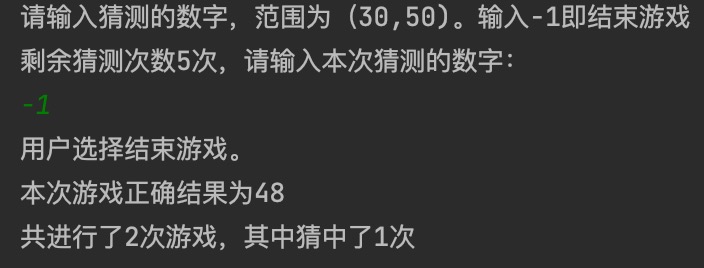 请输入猜测的数字，范围为（30,50）。输入-1即结束游戏
剩余猜测次数5次，请输入本次猜测的数字：
-1
用户选择结束游戏。
本次游戏正确结果为48
共进行了2次游戏，其中猜中了1次